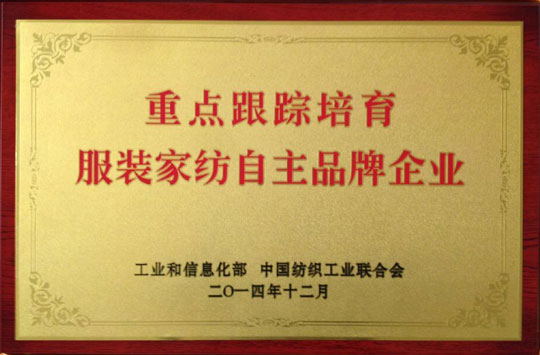 重点跟踪培育
服装家纺自主品牌企业
工业和信息化部 中国纺织工业联合会
二〇一四年十二月